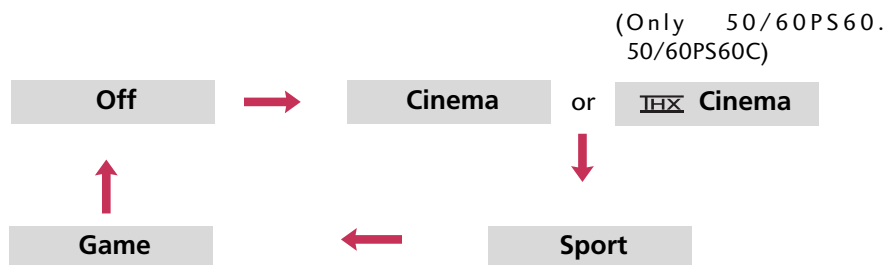 (Only 50/60PS60.
50/60PS60C)
Off
Cinema
or
THX Cinema
Game
Sport